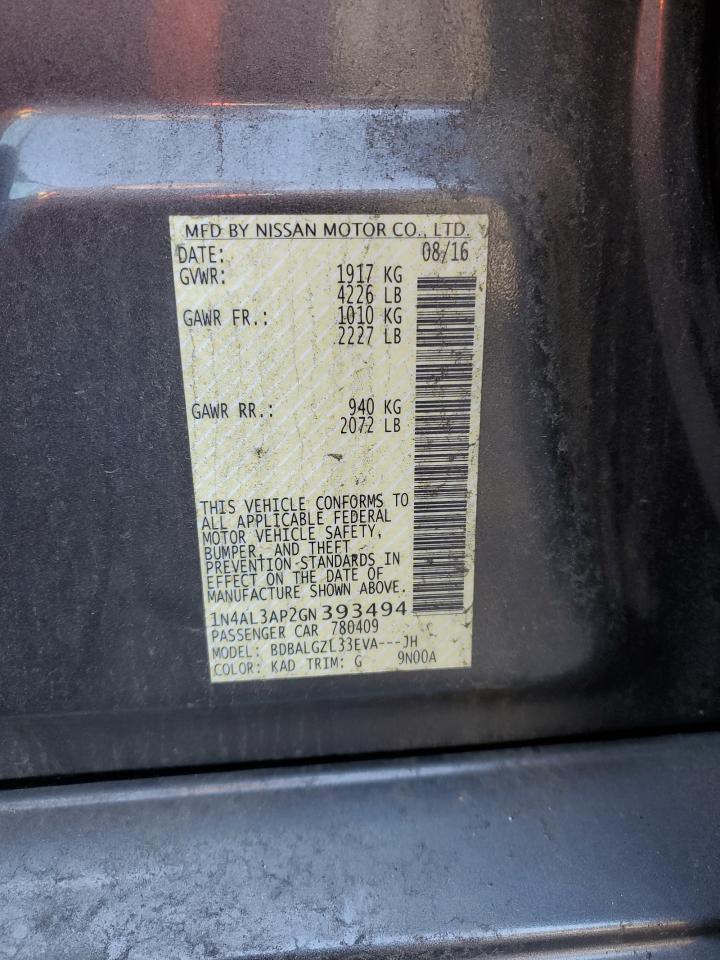 MFD BY NISSAN MOTOR CO., LTD.
DATE: 08/16
GVWR: 1917 KG
4226 LB
GAWR FR.: 1010 KG
2227 LB
GAWR RR.: 940 KG
2072 LB
THIS VEHICLE CONFORMS TO
ALL APPLICABLE FEDERAL
MOTOR VEHICLE SAFETY,
BUMPER, AND THEFT
PREVENTION STANDARDS IN
EFFECT ON THE DATE OF
MANUFACTURE SHOWN ABOVE.
1N4AL3AP2GN393494
PASSENGER CAR 780409
MODEL: BDBALGZL33EVA---JH
COLOR: KAD TRIM: G 9N00A